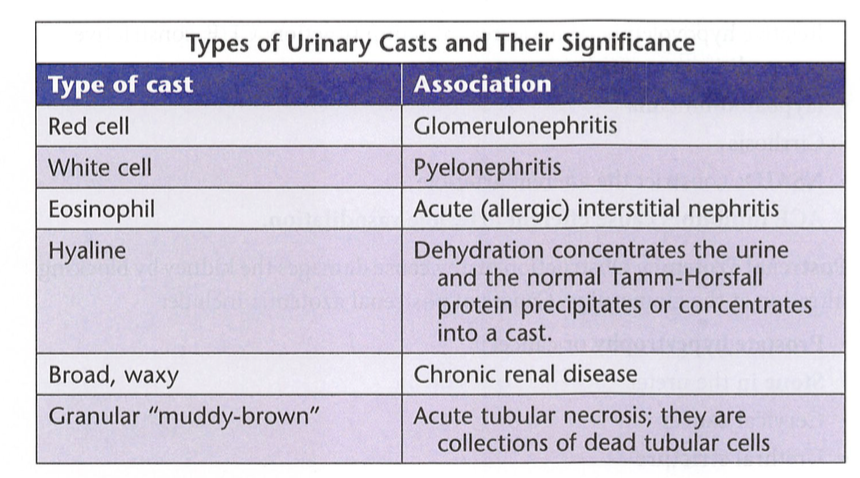 Types of Urinary Casts and Their Significance
Type of cast Association
Red cell Glomerulonephritis
White cell Pyelonephritis
Eosinophil Acute (allergic) interstitial nephritis
Hyaline Dehydration concentrates the urine
and the normal Tamm-Horsfall
protein precipitates or concentrates
into a cast.
Broad, waxy Chronic renal disease
Granular “muddy-brown” Acute tubular necrosis; they are
collections of dead tubular cells